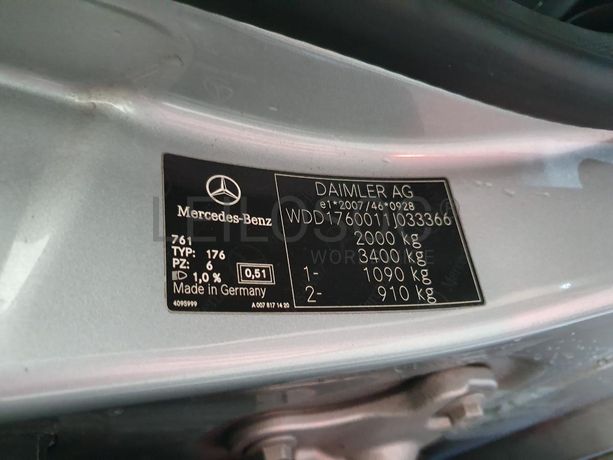 Mercedes-Benz
761
TYP: 176
PZ: 6
1,0 % 0,51
Made in Germany
4095999
A 007 817 14 20
DAIMLER AG
e1*2007/46*0928
WDD1760011J033366
2000 kg
3400 kg
1- 1090 kg
2- 910 kg